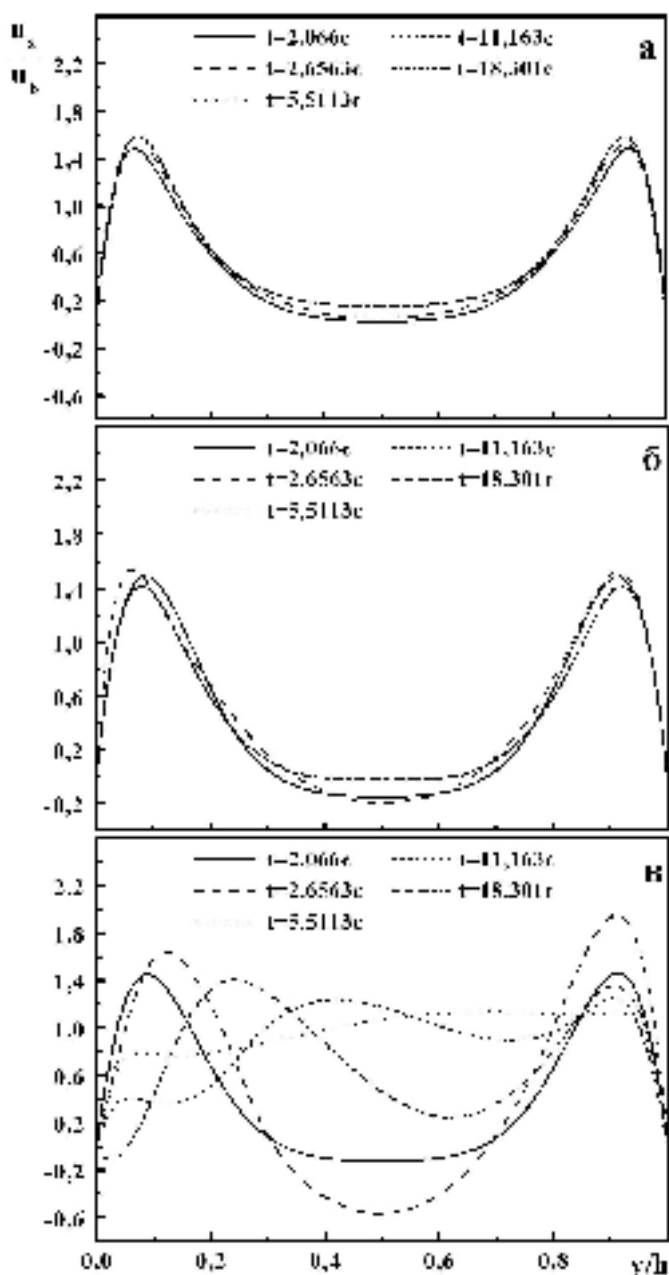 t=2,066c t=11,163c а
t=2,6563c t=18,301c
t=5,5113c
2,2
1,8
1,4
1,0
0,6
0,2
-0,2
-0,6
t=2,066c t=11,163c б
t=2.6563c t=18.301c
t=5,5113c
2,2
1,8
1,4
1,0
0,6
0,2
-0,2
t=2.066c t=11,163c в
t=2.6563c t=18.301c
t=5.5113c
2,2
1,8
1,4
1,0
0,6
0,2
-0,2
-0,6
0.0 0,2 0,4 0,6 0,8 y/h